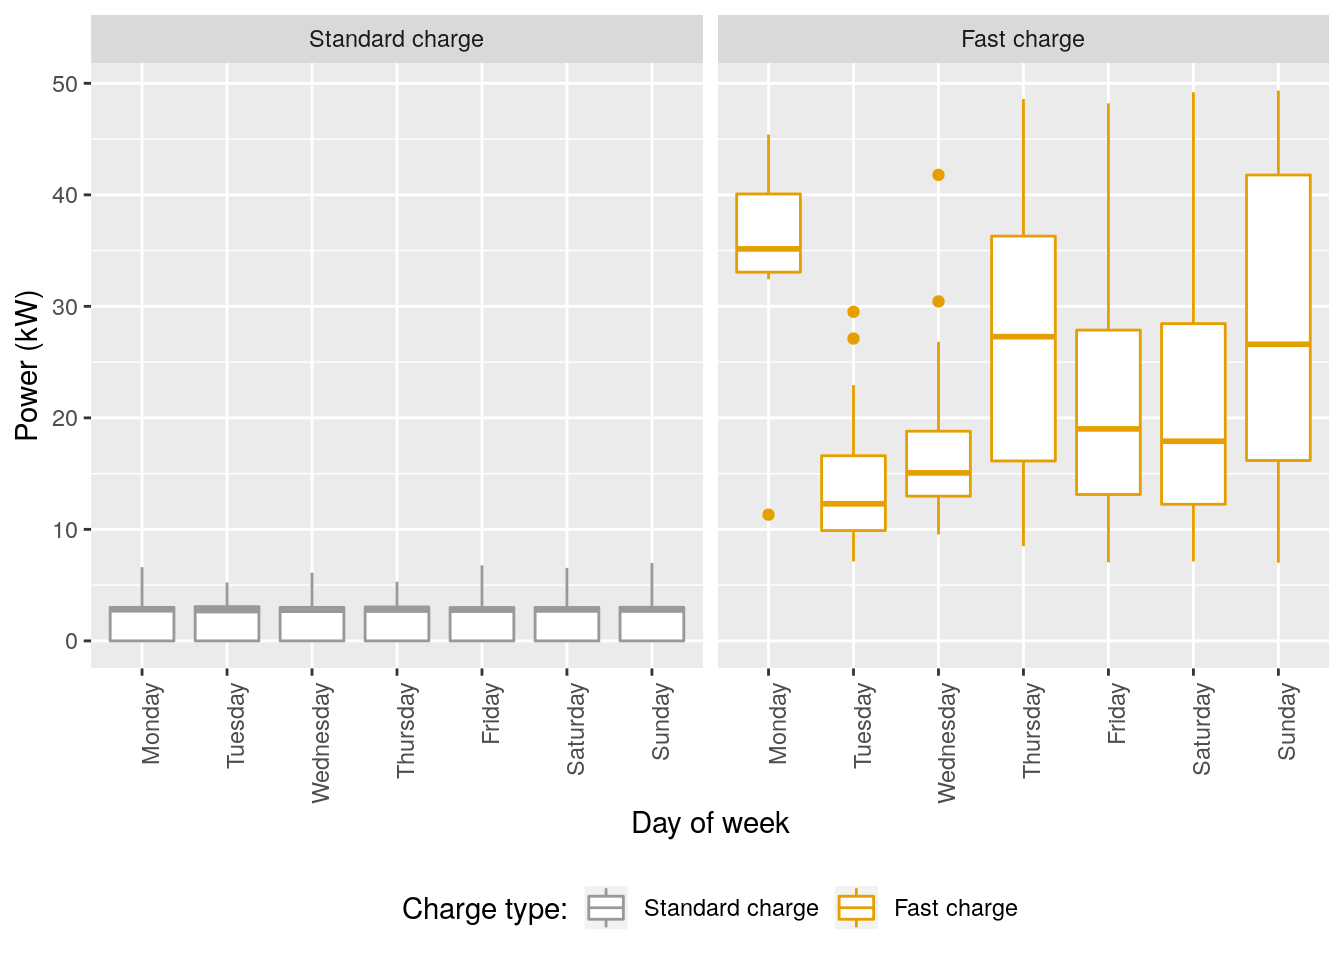 Standard charge
Fast charge
Power (kW)
50
40
30
20
10
0
Monday
Tuesday
Wednesday
Thursday
Friday
Saturday
Sunday
Monday
Tuesday
Wednesday
Thursday
Friday
Saturday
Sunday
Day of week
Charge type: Standard charge Fast charge